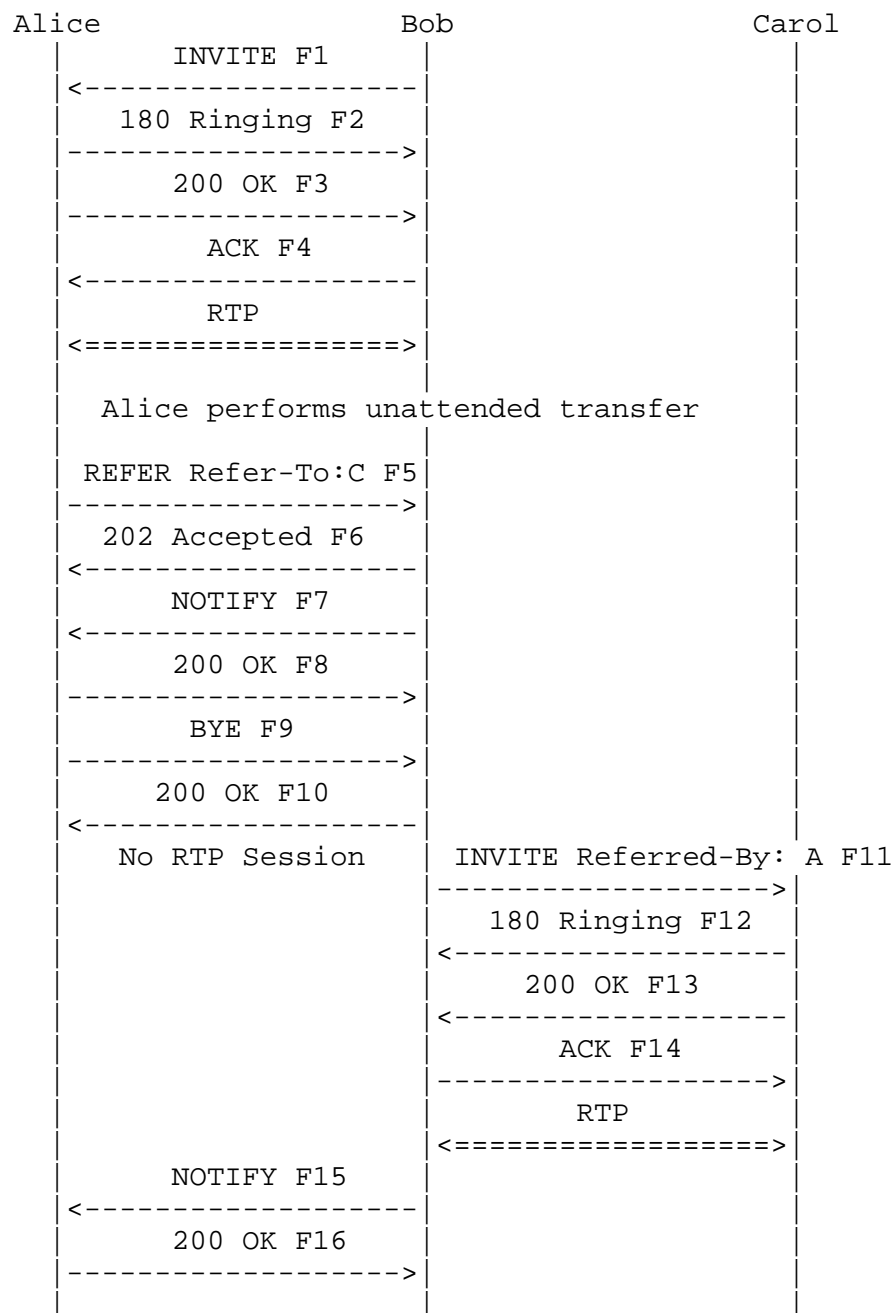 Alice Bob Carol
INVITE F1
<-------------------
180 Ringing F2
------------------->
200 OK F3
------------------->
ACK F4
<-------------------
RTP
<==================>
Alice performs unattended transfer
REFER Refer-To:C F5
------------------->
202 Accepted F6
<-------------------
NOTIFY F7
<-------------------
200 OK F8
------------------->
BYE F9
------------------->
200 OK F10
<-------------------
No RTP Session INVITE Referred-By: A F11
------------------->
180 Ringing F12
<-------------------
200 OK F13
<-------------------
ACK F14
------------------->
RTP
<==================>
NOTIFY F15
<-------------------
200 OK F16
------------------->